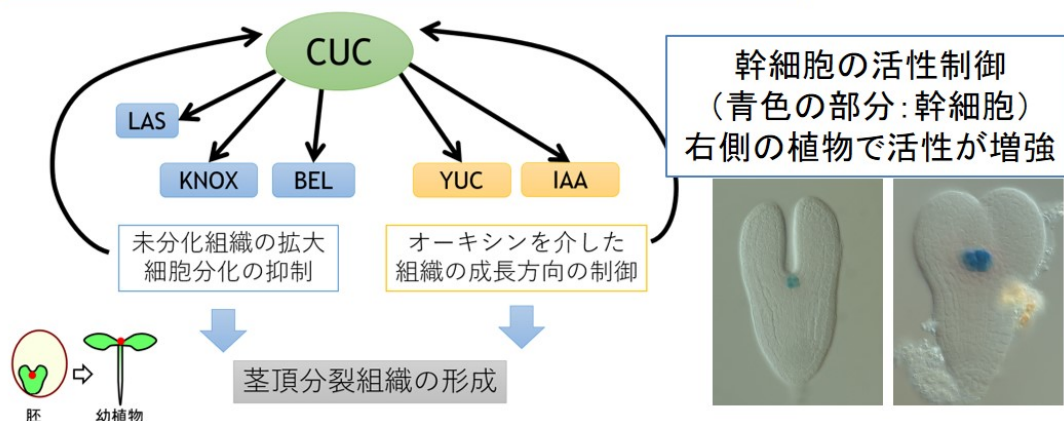 CUC
LAS
KNOX
BEL
YUC
IAA
未分化組織の拡大
細胞分化の抑制
オーキシンを介した
組織の成長方向の制御
茎頂分裂組織の形成
胚
幼植物
幹細胞の活性制御
（青色の部分：幹細胞）
右側の植物で活性が増強